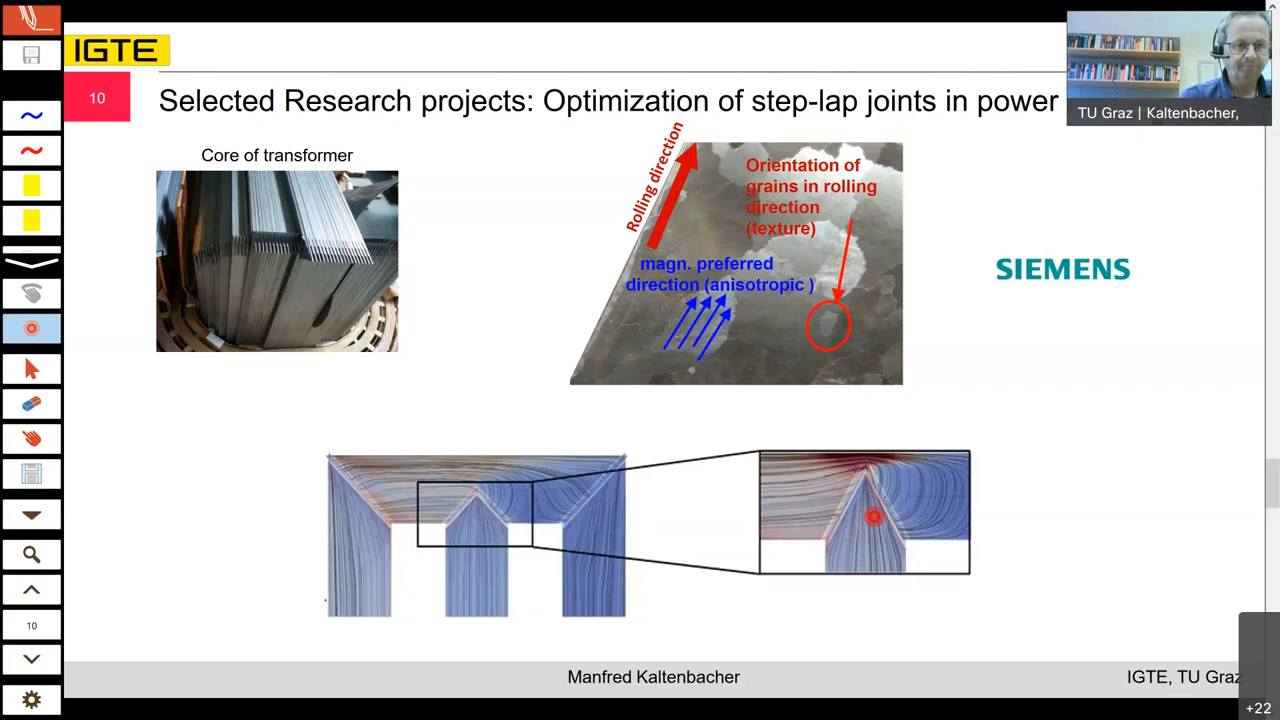 IGTE
10
Selected Research projects: Optimization of step-lap joints in power
TU Graz | Kaltenbacher,
Core of transformer
Rolling direction
Orientation of
grains in rolling
direction
(texture)
magn. preferred
direction (anisotropic )
SIEMENS
10
Manfred Kaltenbacher
IGTE, TU Graz
+22